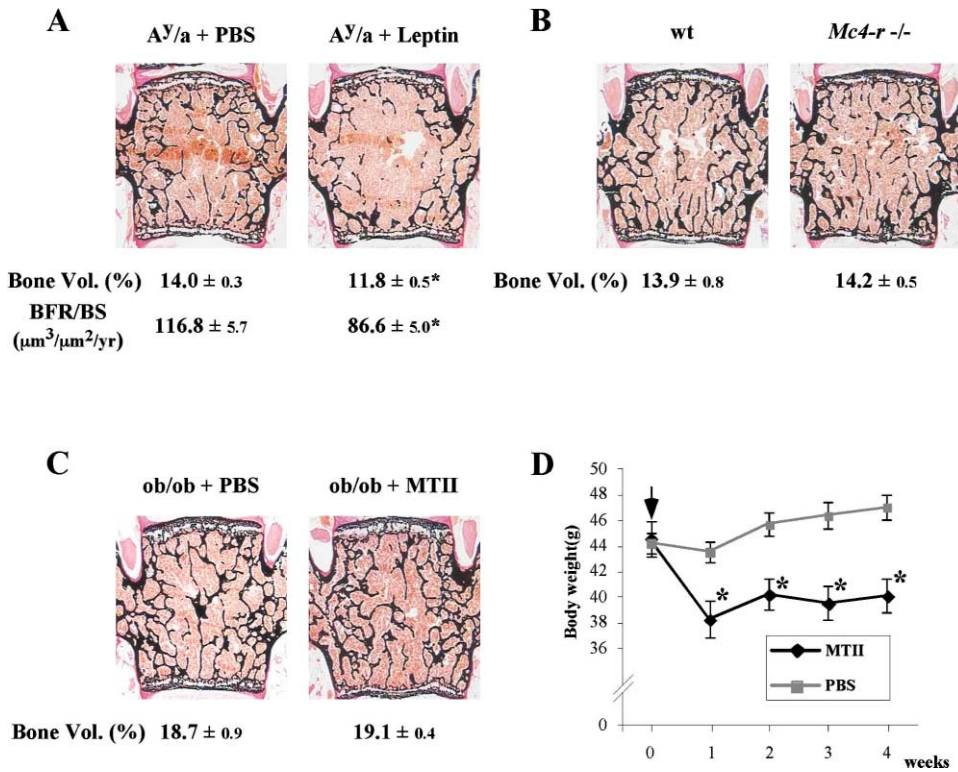 A
A^y/a + PBS
A^y/a + Leptin
Bone Vol. (%) 14.0 ± 0.3 11.8 ± 0.5*
BFR/BS
(μm³/μm²/yr)
116.8 ± 5.7 86.6 ± 5.0*
B
wt
Mc4-r -/-
Bone Vol. (%) 13.9 ± 0.8 14.2 ± 0.5
C
ob/ob + PBS
ob/ob + MTII
Bone Vol. (%) 18.7 ± 0.9 19.1 ± 0.4
D
Body weight(g)
50
48
46
44
42
40
38
36
0
* * * *
MTII
PBS
0 1 2 3 4 weeks